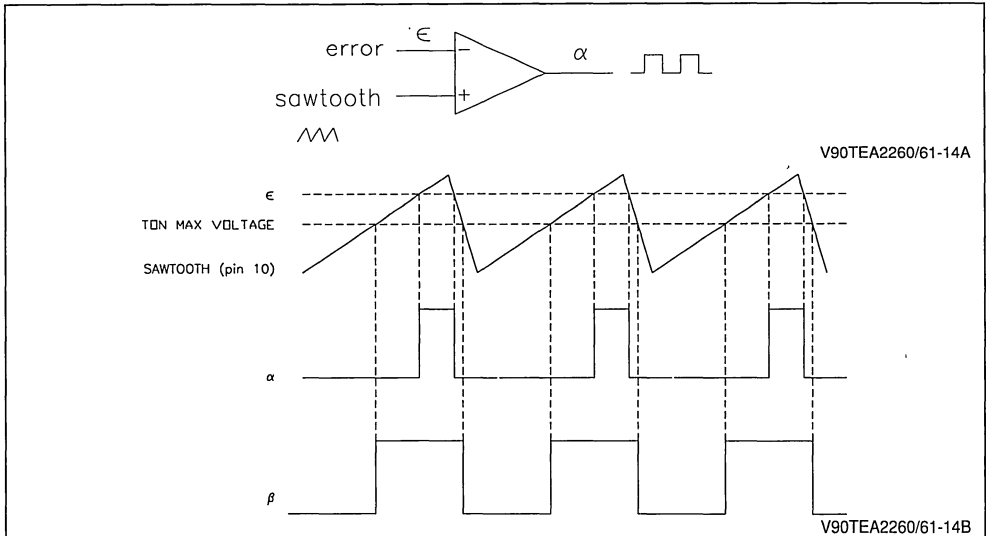 error
ϵ
−
α
sawtooth
+
V90TEA2260/61-14A
ϵ
TON MAX VOLTAGE
SAWTOOTH (pin 10)
α
β
V90TEA2260/61-14B